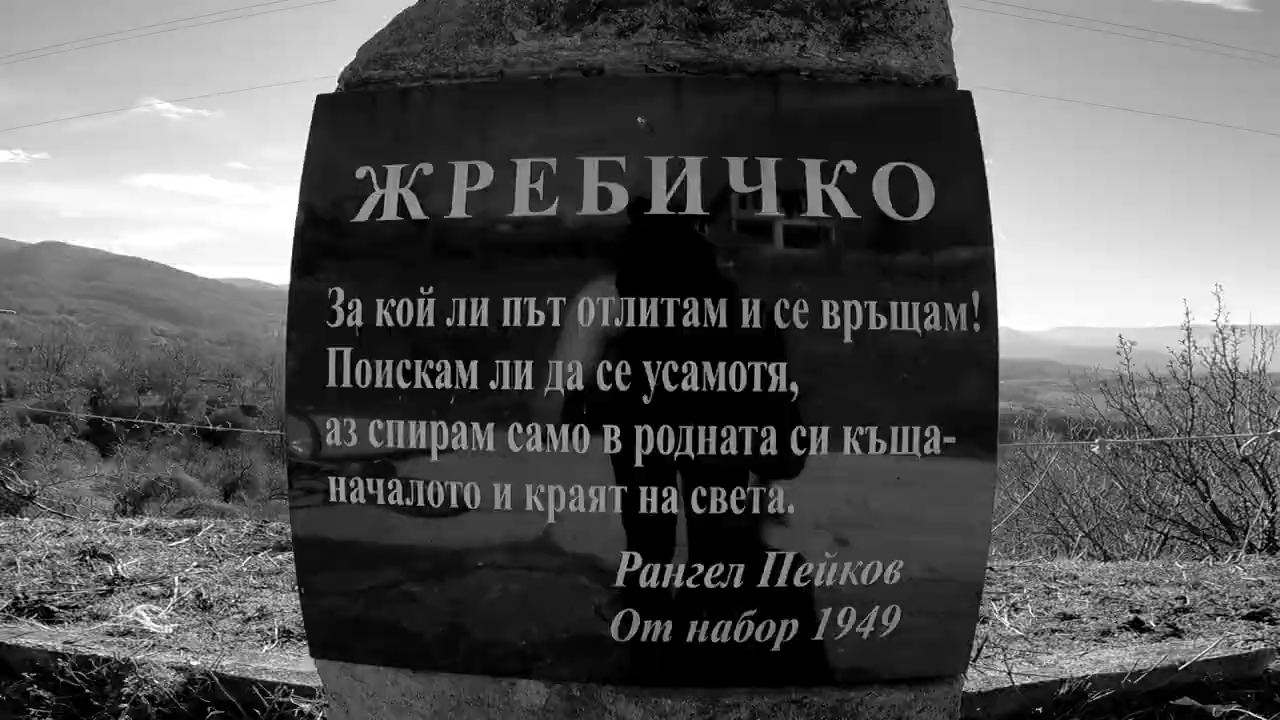 ЖРЕБИЧКО
За кой ли път отлитам и се връщам!
Поискам ли да се усамотя,
аз спирам само в родната си къща-
началото и краят на света.
Рангел Пейков
От набор 1949